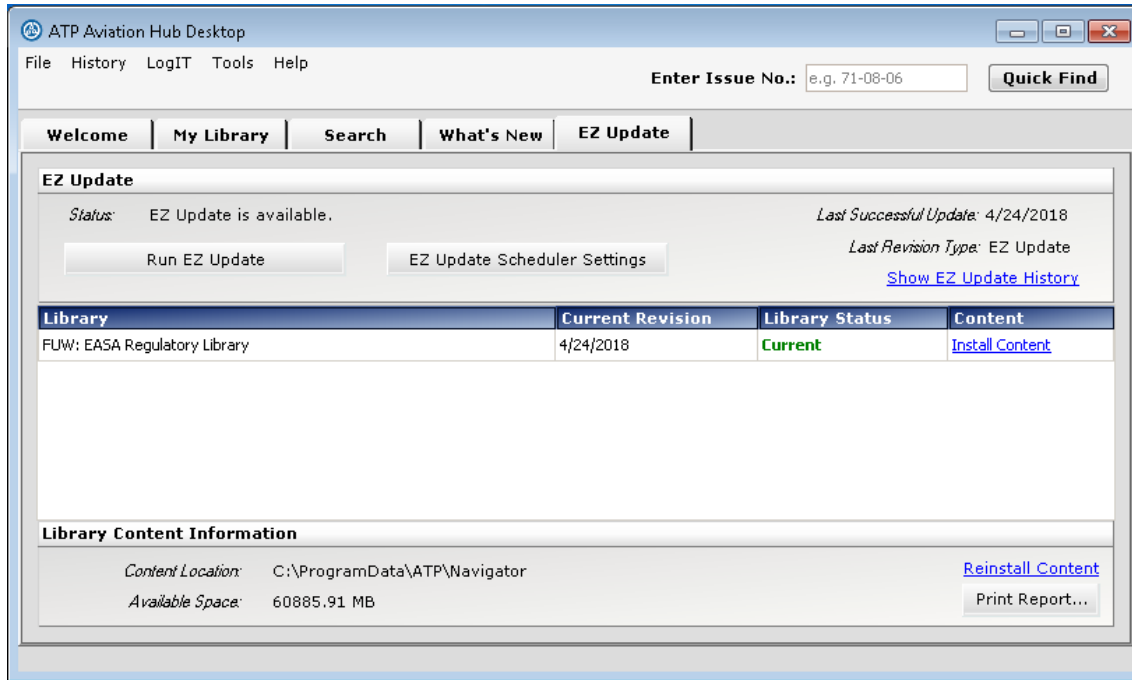 ATP Aviation Hub Desktop
File History LogIT Tools Help
Enter Issue No.: e.g. 71-08-06 Quick Find
Welcome My Library Search What's New EZ Update
EZ Update
Status: EZ Update is available. Last Successful Update: 4/24/2018
Run EZ Update EZ Update Scheduler Settings Last Revision Type: EZ Update
Show EZ Update History
Library Current Revision Library Status Content
FUW: EASA Regulatory Library 4/24/2018 Current Install Content
Library Content Information
Content Location: C:\ProgramData\ATP\Navigator Reinstall Content
Available Space: 60885.91 MB Print Report...